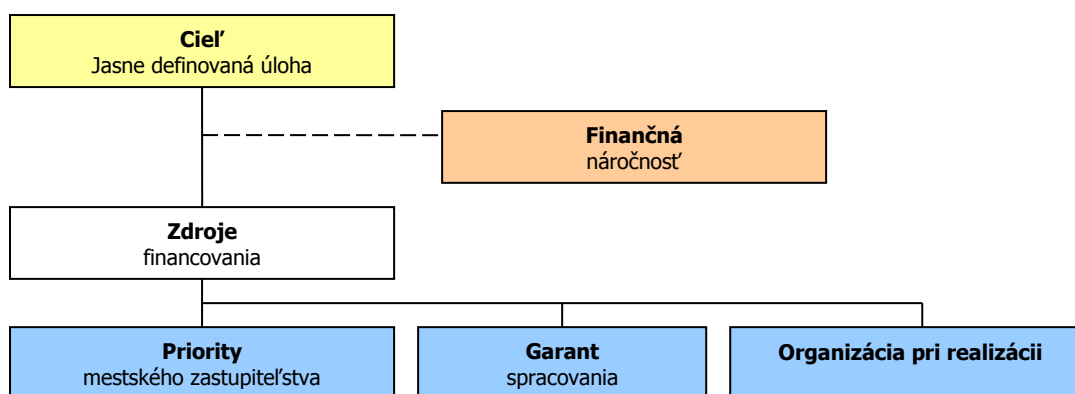 Cieľ
Jasne definovaná úloha
Finančná
náročnosť
Zdroje
financovania
Priority
mestského zastupiteľstva
Garant
spracovania
Organizácia pri realizácii